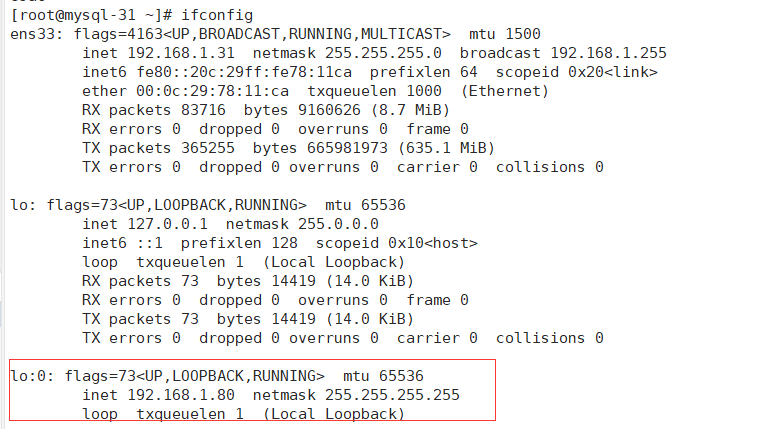 [root@mysql-31 ~]# ifconfig
ens33: flags=4163<UP,BROADCAST,RUNNING,MULTICAST>  mtu 1500
        inet 192.168.1.31  netmask 255.255.255.0  broadcast 192.168.1.255
        inet6 fe80::20c:29ff:fe78:11ca  prefixlen 64  scopeid 0x20<link>
        ether 00:0c:29:78:11:ca  txqueuelen 1000  (Ethernet)
        RX packets 83716  bytes 9160626 (8.7 MiB)
        RX errors 0  dropped 0  overruns 0  frame 0
        TX packets 365255  bytes 665981973 (635.1 MiB)
        TX errors 0  dropped 0 overruns 0  carrier 0  collisions 0

lo: flags=73<UP,LOOPBACK,RUNNING>  mtu 65536
        inet 127.0.0.1  netmask 255.0.0.0
        inet6 ::1  prefixlen 128  scopeid 0x10<host>
        loop  txqueuelen 1  (Local Loopback)
        RX packets 73  bytes 14419 (14.0 KiB)
        RX errors 0  dropped 0  overruns 0  frame 0
        TX packets 73  bytes 14419 (14.0 KiB)
        TX errors 0  dropped 0 overruns 0  carrier 0  collisions 0

lo:0: flags=73<UP,LOOPBACK,RUNNING>  mtu 65536
        inet 192.168.1.80  netmask 255.255.255.255
        loop  txqueuelen 1  (Local Loopback)